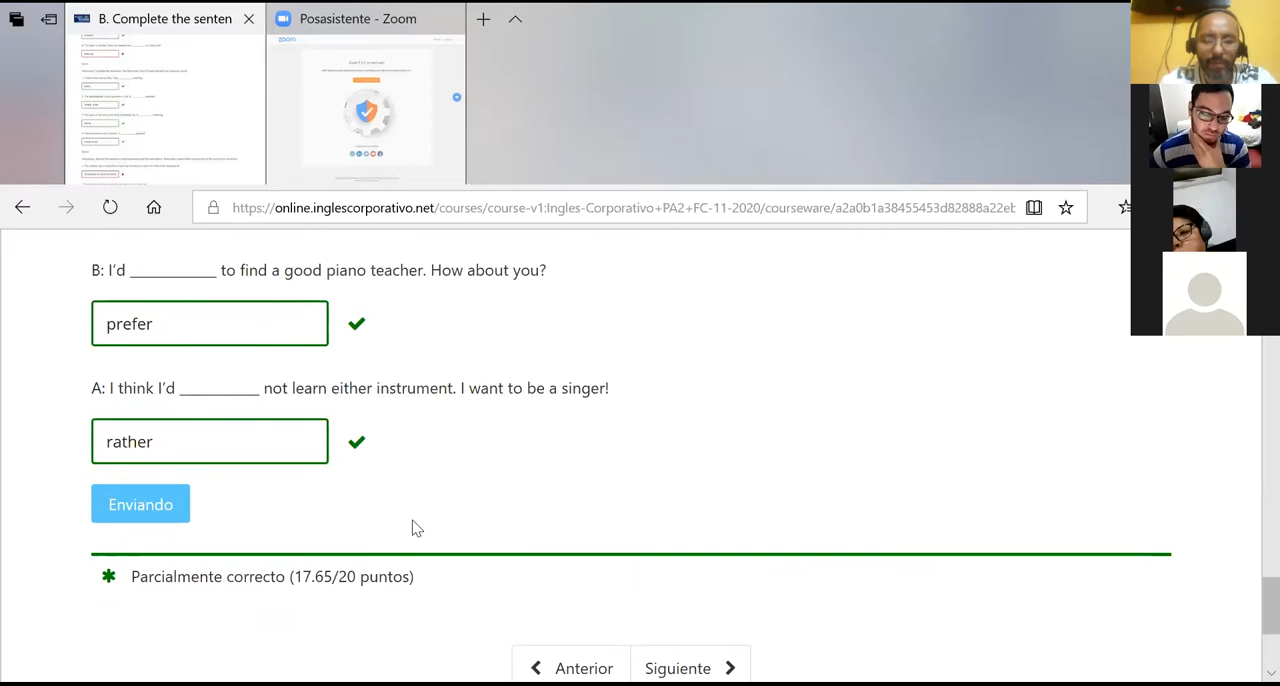 B. Complete the senten
Posasistente - Zoom
zoom
https://online.inglescorporativo.net/courses/course-v1:Ingles-Corporativo+PA2+FC-11-2020/courseware/a2a0b1a38455453d82888a22eb
B: I’d ___________ to find a good piano teacher. How about you?
prefer
A: I think I’d __________ not learn either instrument. I want to be a singer!
rather
Enviando
Parcialmente correcto (17.65/20 puntos)
Anterior
Siguiente